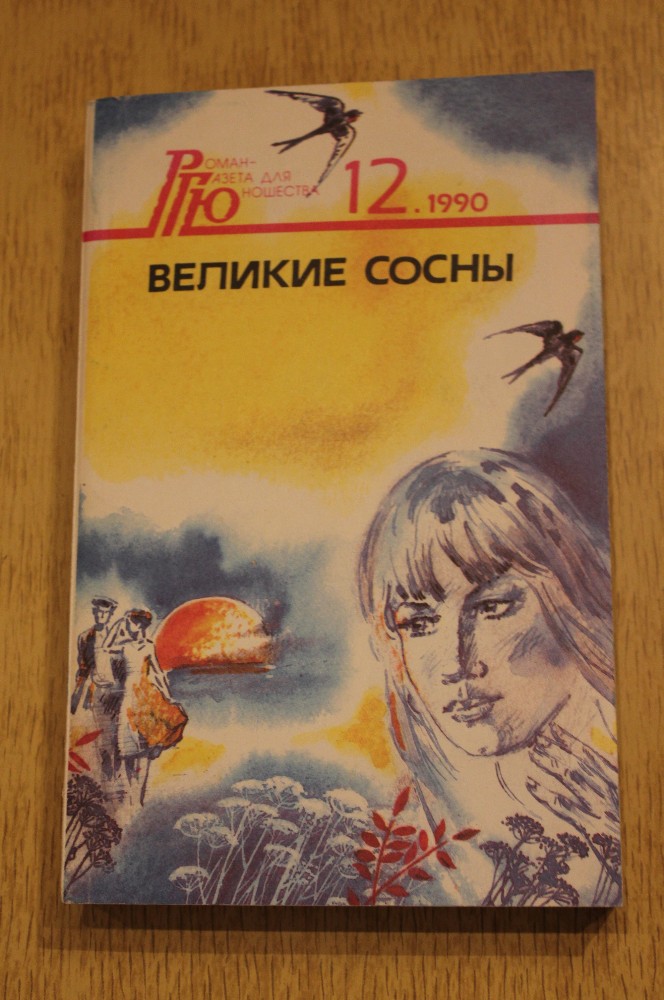 РОМАН-
ГАЗЕТА ДЛЯ
ЮНОШЕСТВА
12.1990
ВЕЛИКИЕ СОСНЫ